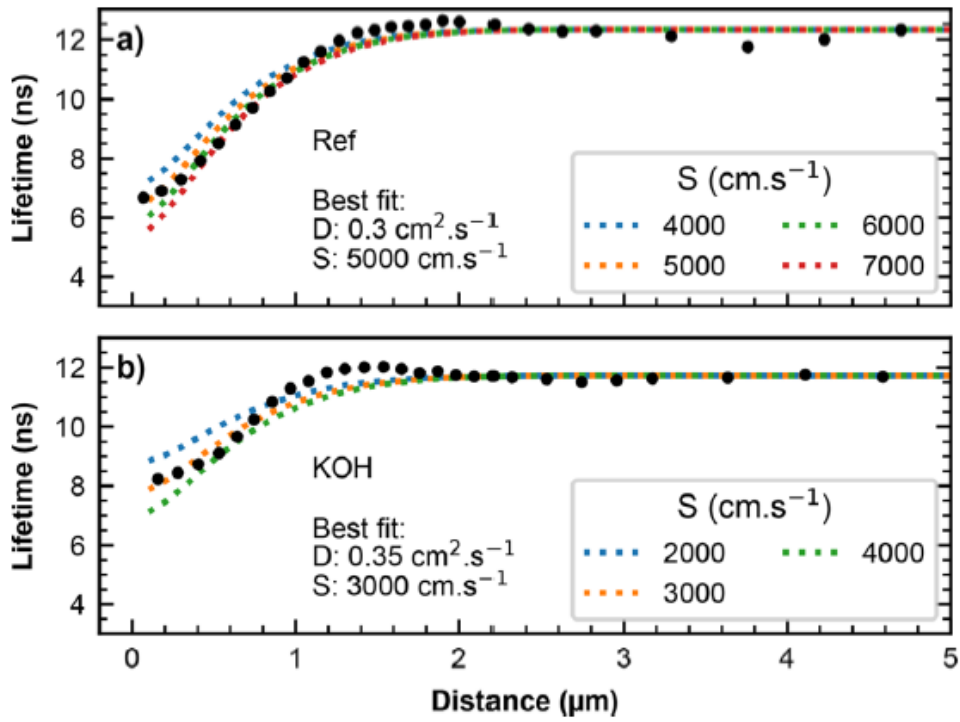 a)
Lifetime (ns)
12
10
8
6
4
Ref
Best fit:
D: 0.3 cm².s⁻¹
S: 5000 cm.s⁻¹
S (cm.s⁻¹)
4000 6000
5000 7000
b)
Lifetime (ns)
12
10
8
6
4
KOH
Best fit:
D: 0.35 cm².s⁻¹
S: 3000 cm.s⁻¹
S (cm.s⁻¹)
2000 4000
3000
0 1 2 3 4 5
Distance (µm)